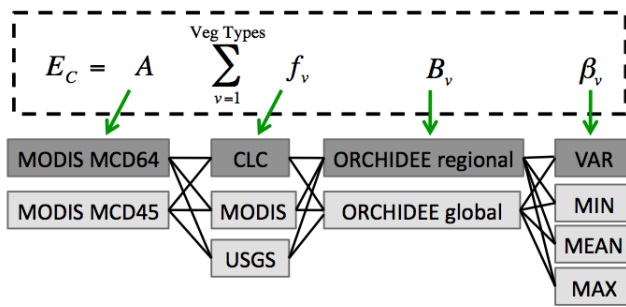 Veg Types
E_C = A ∑ f_v B_v β_v
v=1
MODIS MCD64 CLC ORCHIDEE regional VAR
MODIS MCD45 MODIS ORCHIDEE global MIN
USGS MEAN
MAX